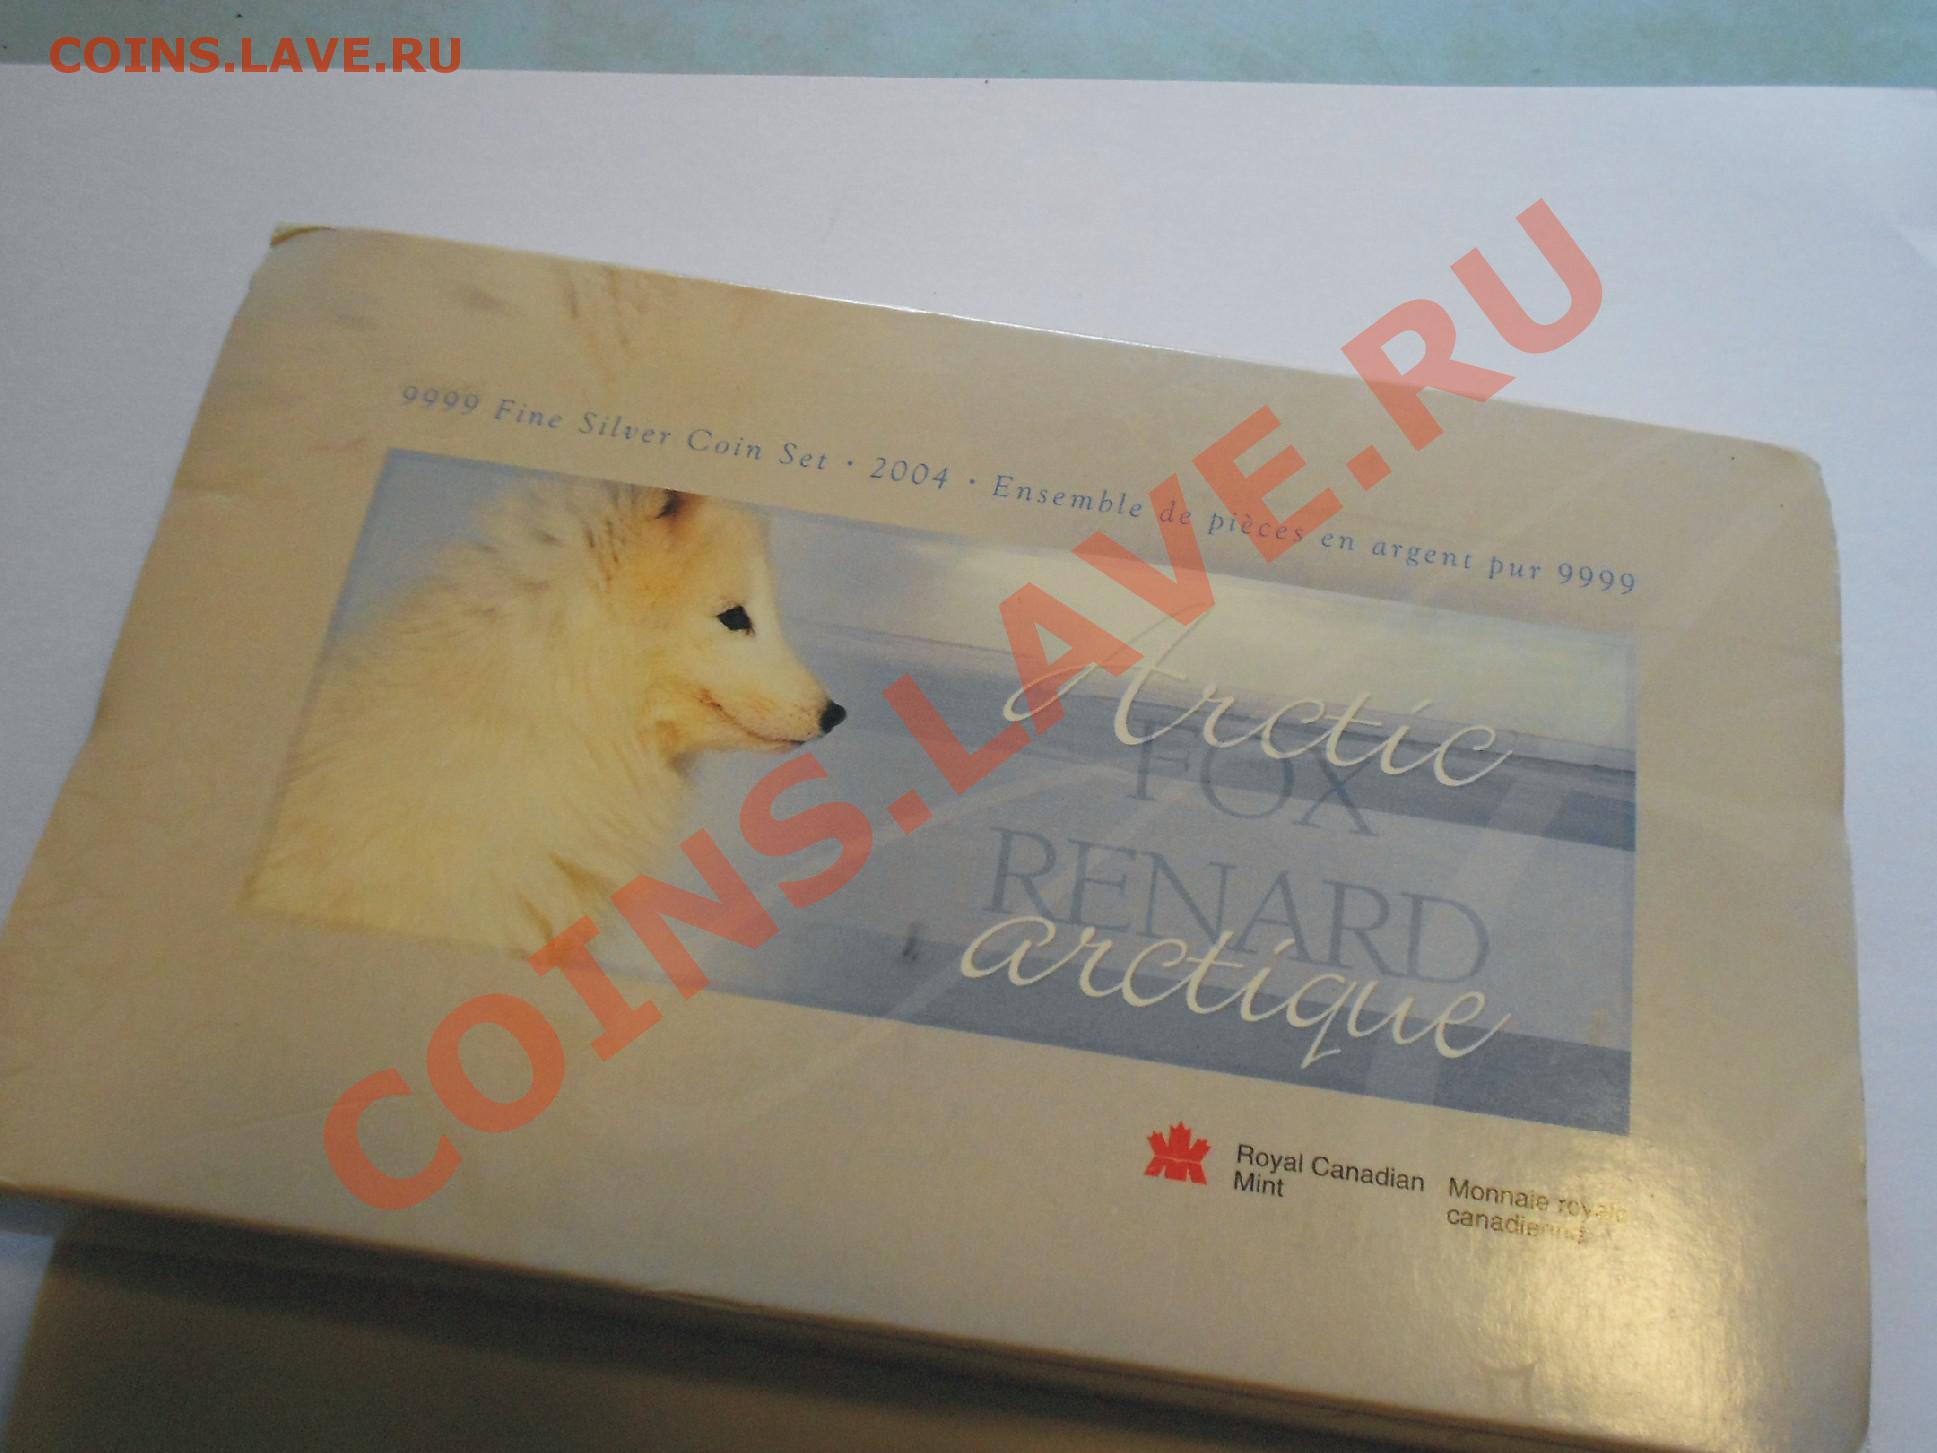 COINS.LAVE.RU
9999 Fine Silver Coin Set · 2004 · Ensemble de pièces en argent pur 9999
Arctic
FOX
RENARD
arctique
COINS.LAVE.RU
Royal Canadian
Mint
Monnaie royale
canadienne